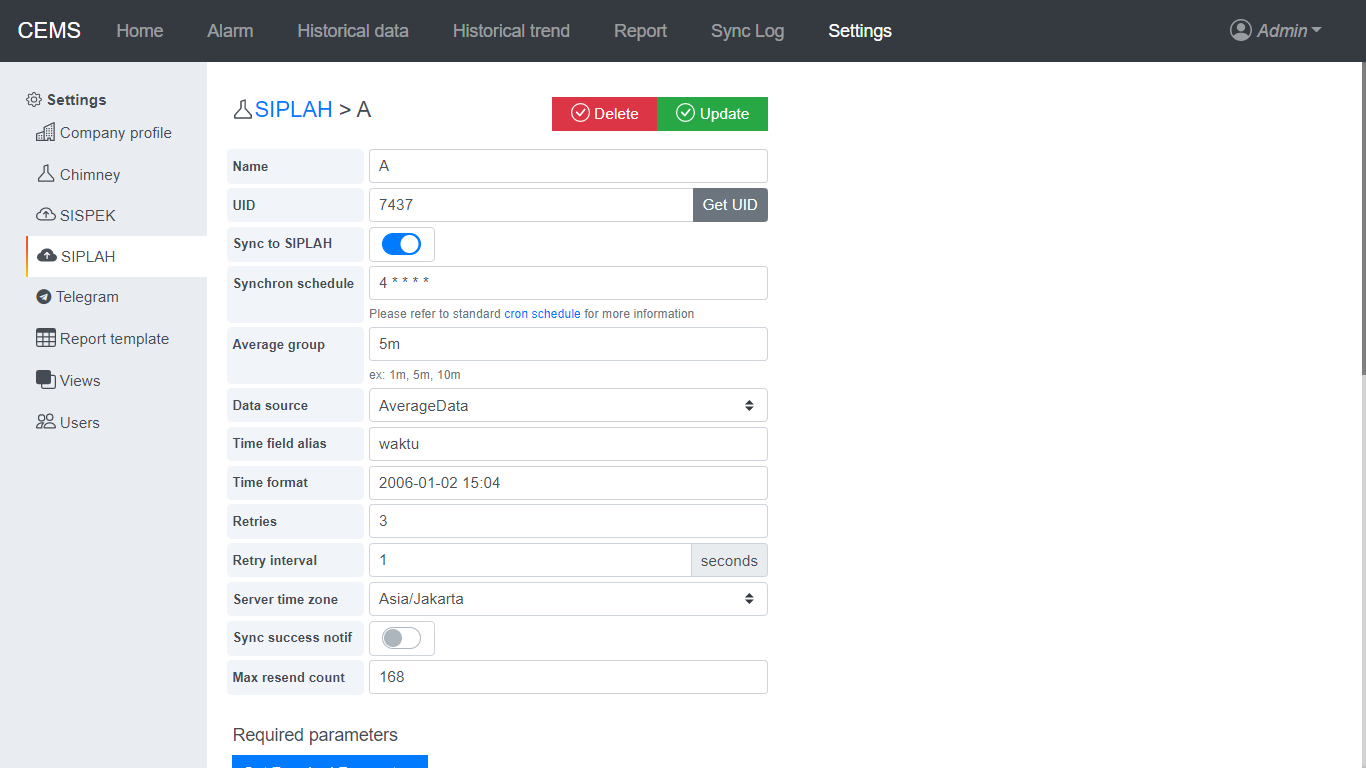 CEMS Home Alarm Historical data Historical trend Report Sync Log Settings Admin
Settings
Company profile
Chimney
SISPEK
SIPLAH
Telegram
Report template
Views
Users
SIPLAH > A
Delete Update
Name A
UID 7437 Get UID
Sync to SIPLAH
Synchron schedule 4 * * * *
Please refer to standard cron schedule for more information
Average group 5m
ex: 1m, 5m, 10m
Data source AverageData
Time field alias waktu
Time format 2006-01-02 15:04
Retries 3
Retry interval 1 seconds
Server time zone Asia/Jakarta
Sync success notif
Max resend count 168
Required parameters